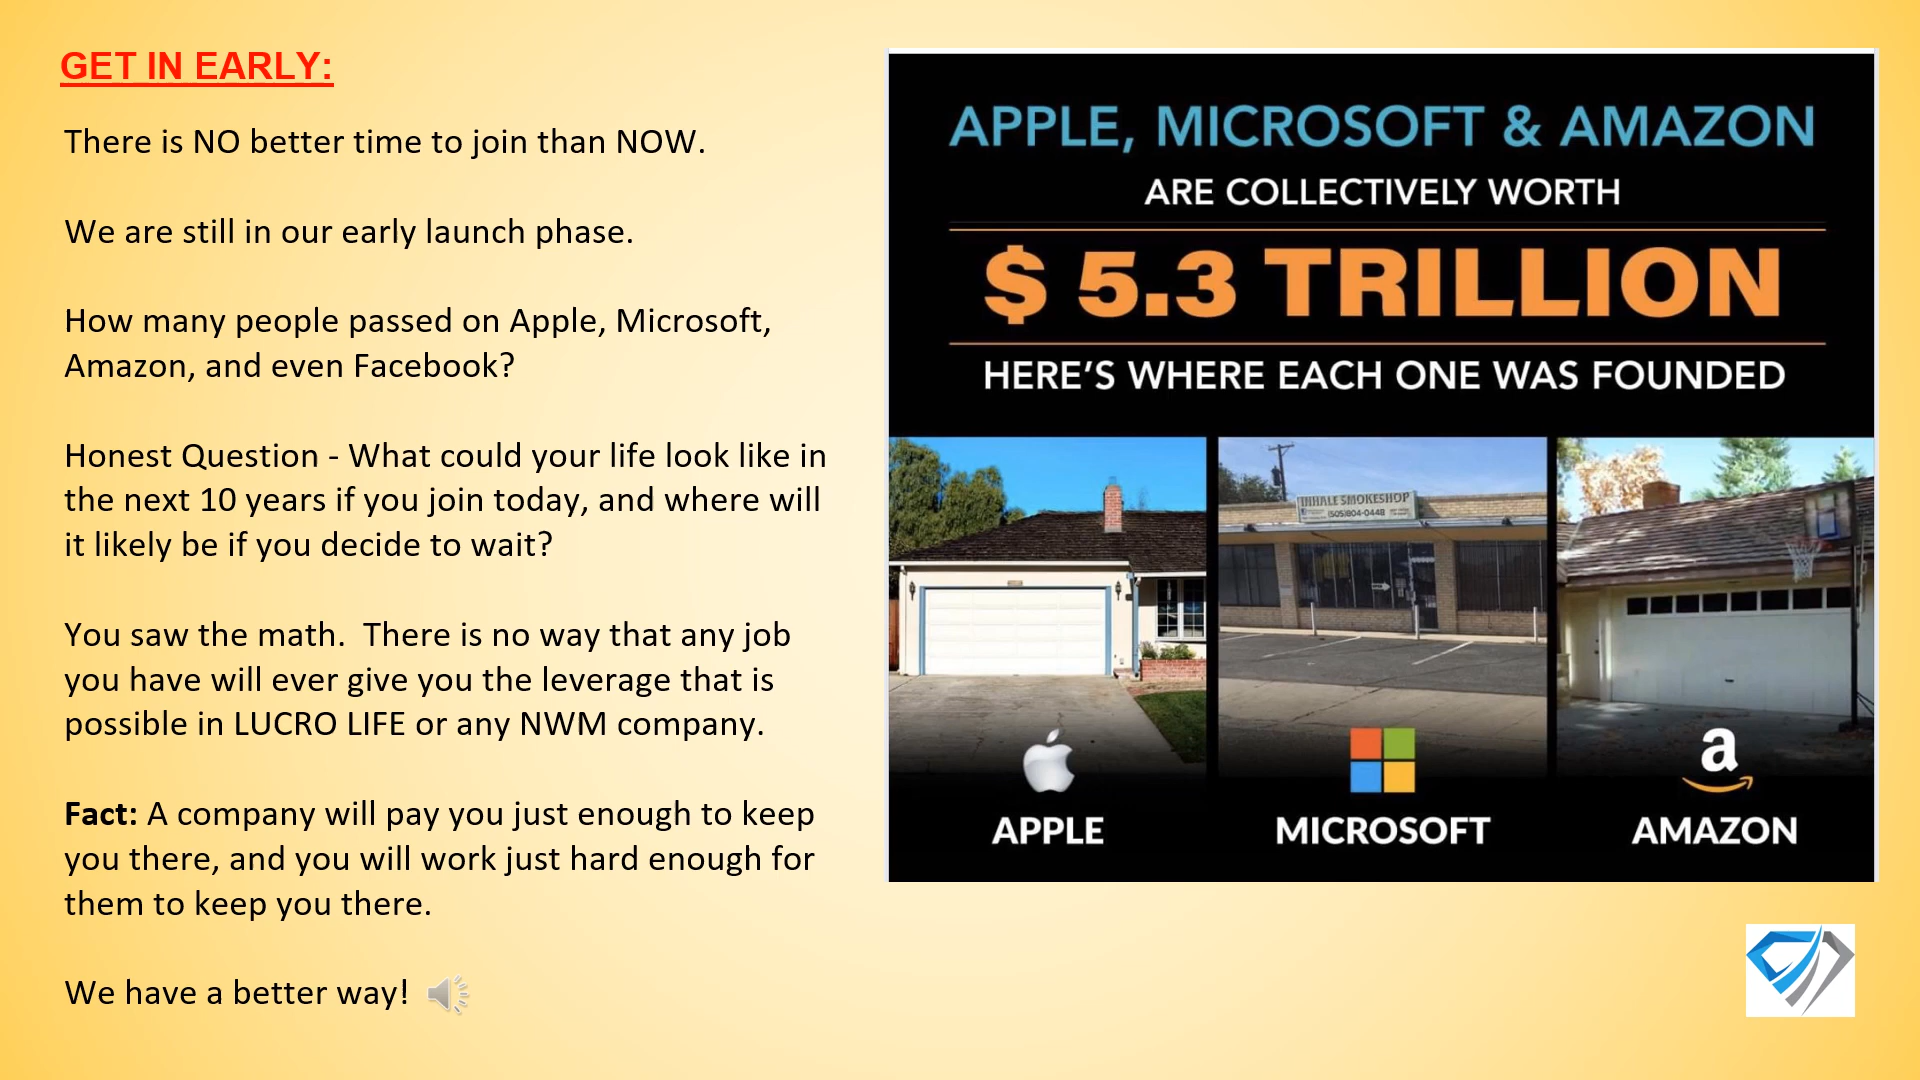 GET IN EARLY:
There is NO better time to join than NOW.
We are still in our early launch phase.
How many people passed on Apple, Microsoft,
Amazon, and even Facebook?
Honest Question - What could your life look like in
the next 10 years if you join today, and where will
it likely be if you decide to wait?
You saw the math.  There is no way that any job
you have will ever give you the leverage that is
possible in LUCRO LIFE or any NWM company.
Fact: A company will pay you just enough to keep
you there, and you will work just hard enough for
them to keep you there.
We have a better way!
APPLE, MICROSOFT & AMAZON
ARE COLLECTIVELY WORTH
$ 5.3 TRILLION
HERE'S WHERE EACH ONE WAS FOUNDED
INHALE SMOKESHOP
(505)804-0448
a
APPLE
MICROSOFT
AMAZON